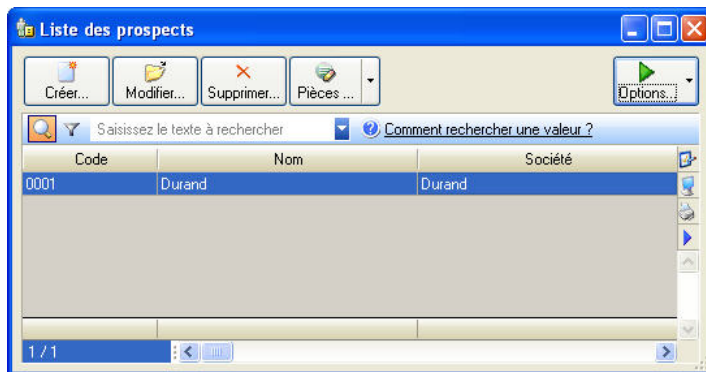 Liste des prospects
Créer... Modifier... Supprimer... Pièces ... Options...
Saisissez le texte à rechercher Comment rechercher une valeur ?
Code Nom Société
0001 Durand Durand
1 / 1